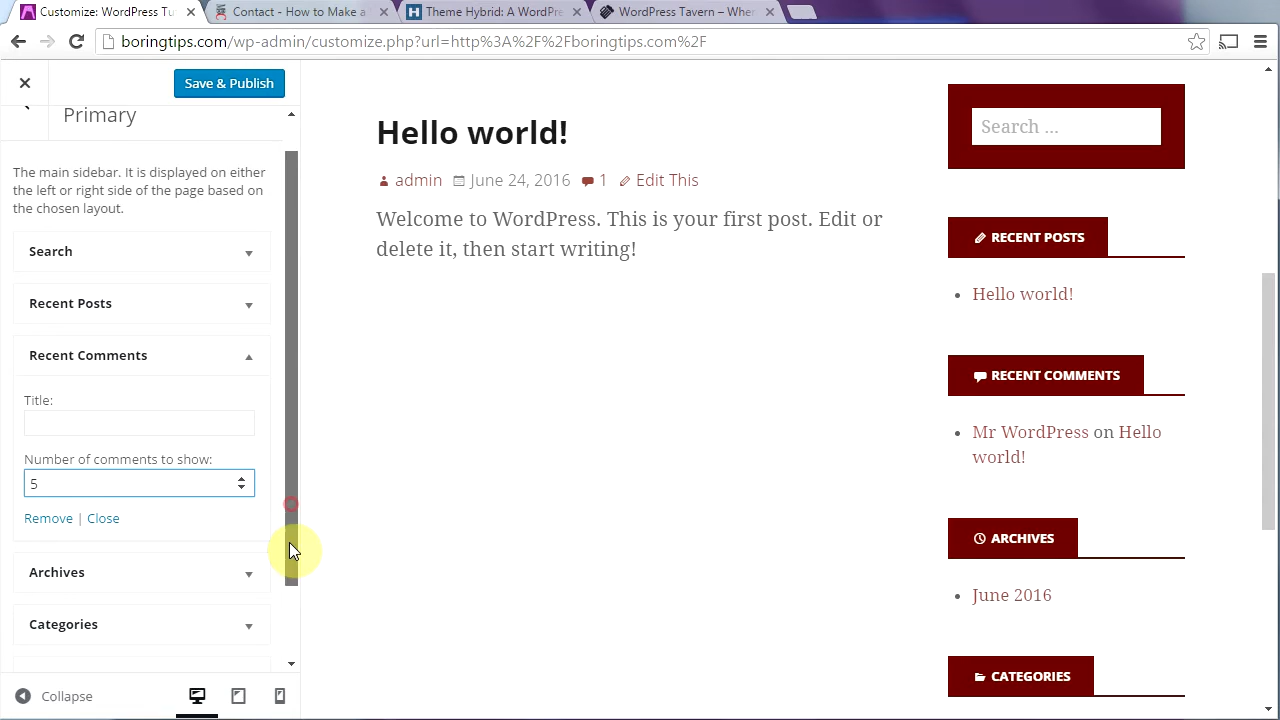 Customize: WordPress Tu
Contact - How to Make a
Theme Hybrid: A WordPre
WordPress Tavern – Wher
boringtips.com/wp-admin/customize.php?url=http%3A%2F%2Fboringtips.com%2F
Save & Publish
Primary
The main sidebar. It is displayed on either
the left or right side of the page based on
the chosen layout.
Search
Recent Posts
Recent Comments
Title:
Number of comments to show:
5
Remove | Close
Archives
Categories
Collapse
Hello world!
admin June 24, 2016 1 Edit This
Welcome to WordPress. This is your first post. Edit or
delete it, then start writing!
Search ...
RECENT POSTS
Hello world!
RECENT COMMENTS
Mr WordPress on Hello
world!
ARCHIVES
June 2016
CATEGORIES